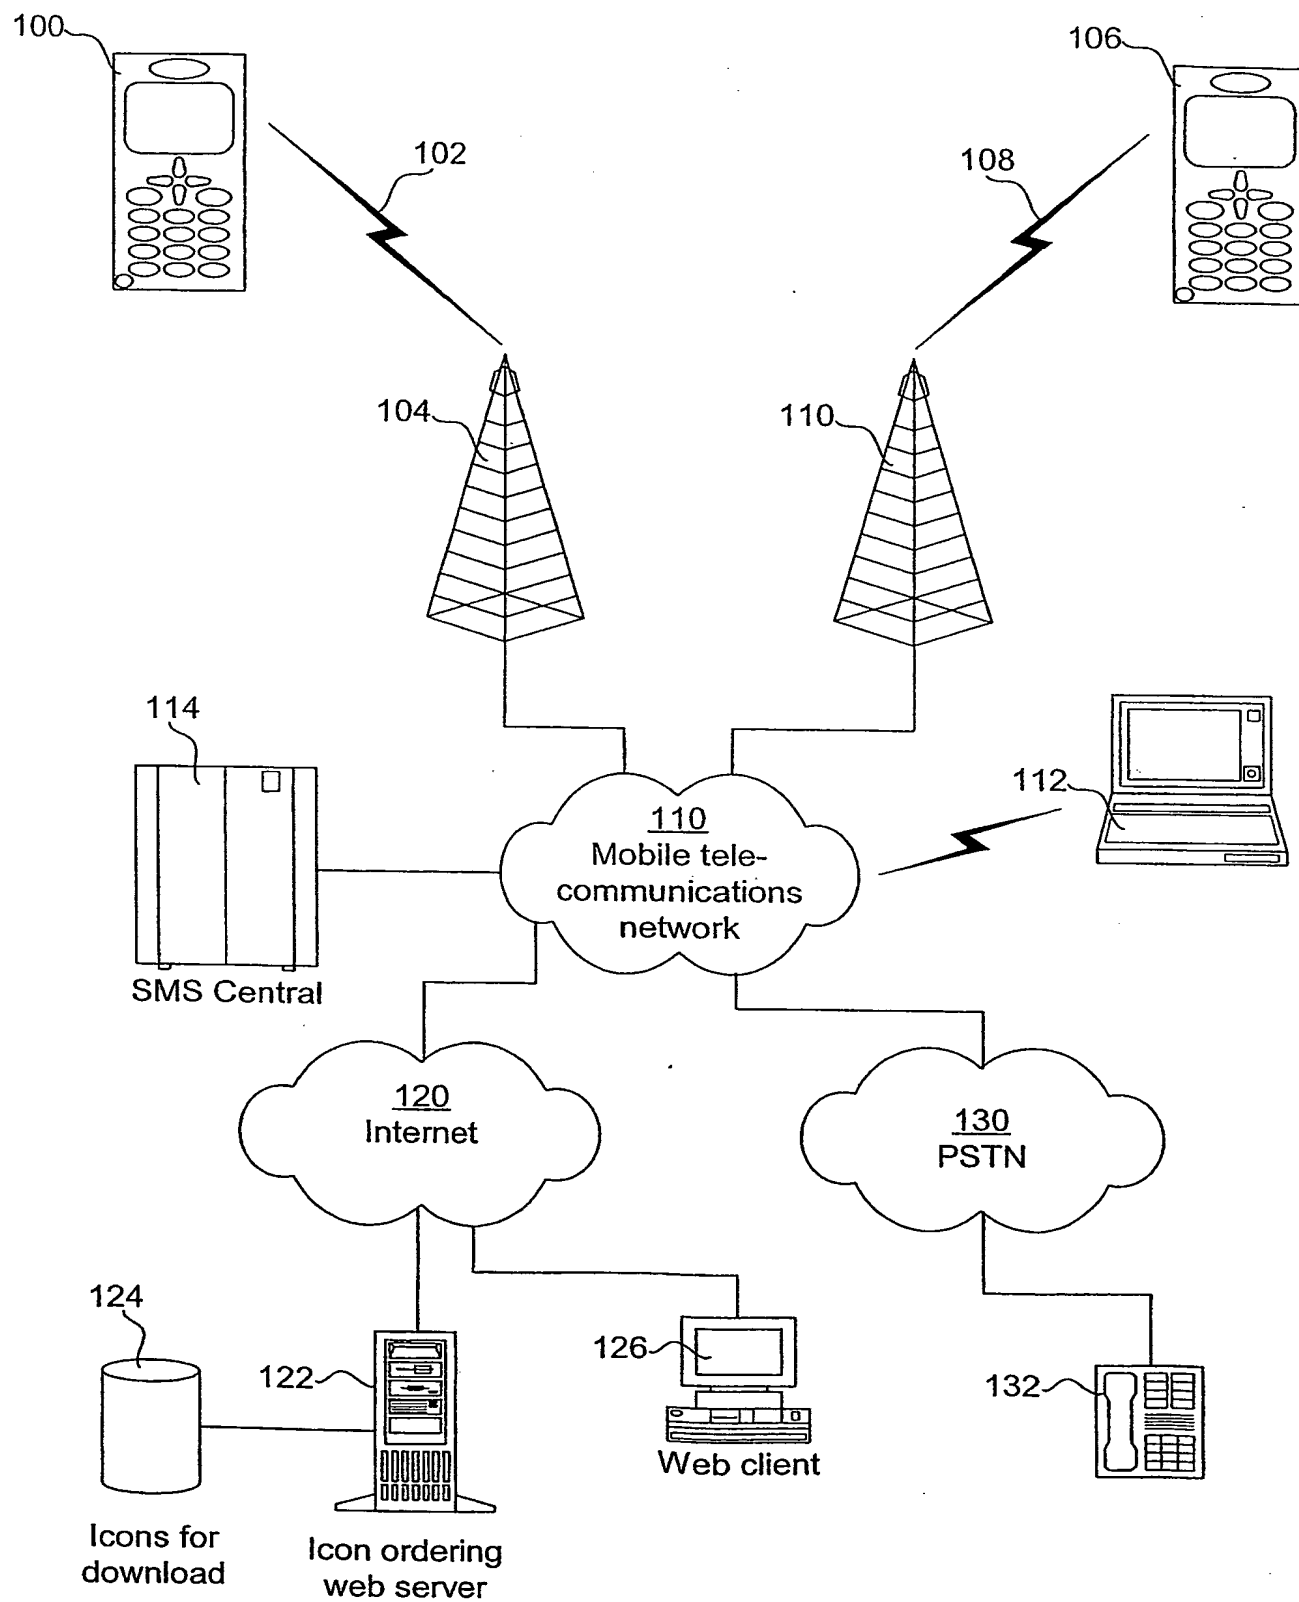 100
106
102
108
104
110
114
112
110
Mobile tele-
communications
network
SMS Central
120
Internet
130
PSTN
124
122
126
132
Web client
Icons for
download
Icon ordering
web server